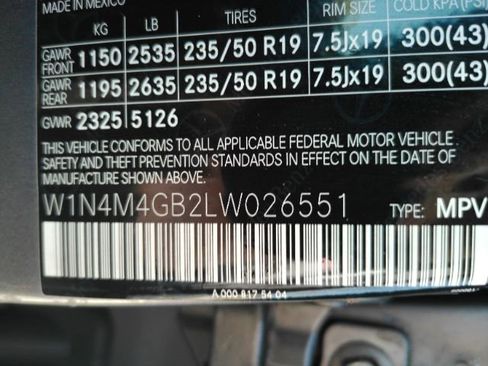 MADE IN MEXICO
KG LB TIRES RIM SIZE COLD KPA (PSI)
GAWR FRONT 1150 2535 235/50 R19 7.5Jx19 300(43)
GAWR REAR 1195 2635 235/50 R19 7.5Jx19 300(43)
GVWR 2325 5126
THIS VEHICLE CONFORMS TO ALL APPLICABLE FEDERAL MOTOR VEHICLE
SAFETY AND THEFT PREVENTION STANDARDS IN EFFECT ON THE DATE OF
MANUFACTURE SHOWN ABOVE.
W1N4M4GB2LW026551 TYPE: MPV
A 000 817 54 04